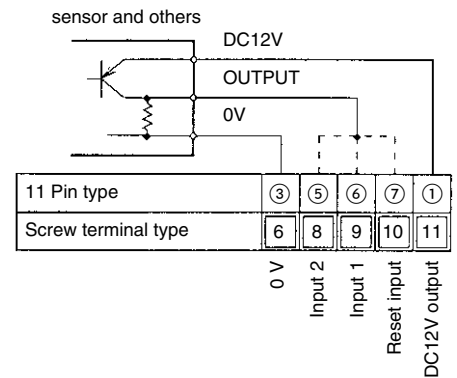 sensor and others
DC12V
OUTPUT
0V
11 Pin type ③ ⑤ ⑥ ⑦ ①
Screw terminal type 6 8 9 10 11
0 V
Input 2
Input 1
Reset input
DC12V output